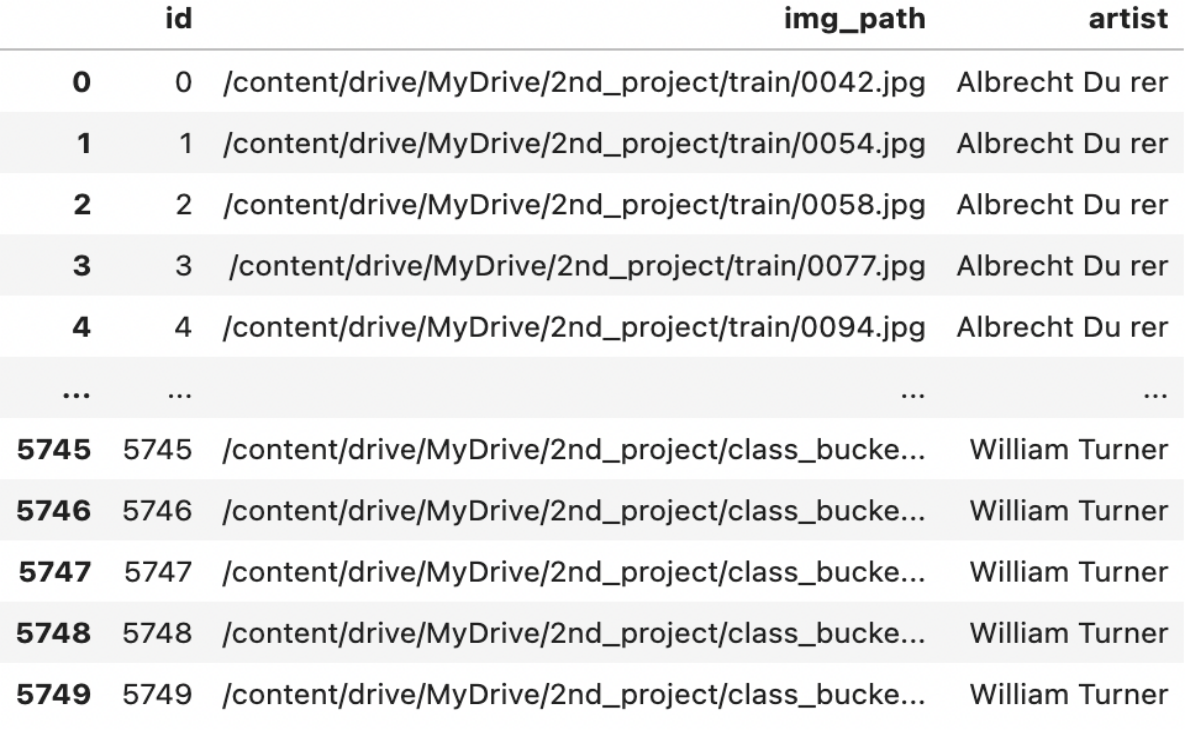 id img_path artist
0 0 /content/drive/MyDrive/2nd_project/train/0042.jpg Albrecht Du rer
1 1 /content/drive/MyDrive/2nd_project/train/0054.jpg Albrecht Du rer
2 2 /content/drive/MyDrive/2nd_project/train/0058.jpg Albrecht Du rer
3 3 /content/drive/MyDrive/2nd_project/train/0077.jpg Albrecht Du rer
4 4 /content/drive/MyDrive/2nd_project/train/0094.jpg Albrecht Du rer
... ... ... ...
5745 5745 /content/drive/MyDrive/2nd_project/class_bucke... William Turner
5746 5746 /content/drive/MyDrive/2nd_project/class_bucke... William Turner
5747 5747 /content/drive/MyDrive/2nd_project/class_bucke... William Turner
5748 5748 /content/drive/MyDrive/2nd_project/class_bucke... William Turner
5749 5749 /content/drive/MyDrive/2nd_project/class_bucke... William Turner